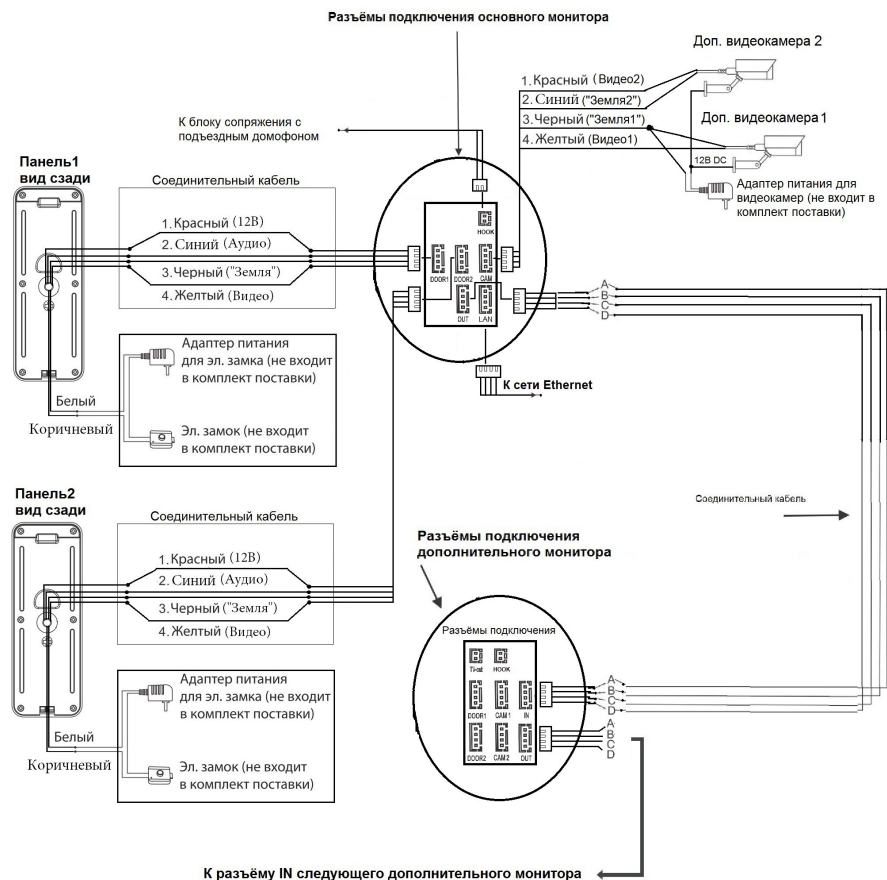 Разъёмы подключения основного монитора
Доп. видеокамера 2
1. Красный (Видео2)
2. Синий ("Земля2")
3. Черный ("Земля1")
4. Желтый (Видео1)
Доп. видеокамера 1
12В DC
Адаптер питания для
видеокамер (не входит в
комплект поставки)
К блоку сопряжения с
подъездным домофоном
Панель1
вид сзади
Соединительный кабель
1. Красный (12В)
2. Синий (Аудио)
3. Черный ("Земля")
4. Желтый (Видео)
HOOK
DOOR1
DOOR2
CAM
OUT
LAN
A
B
C
D
К сети Ethernet
Адаптер питания
для эл. замка (не входит
в комплект поставки)
Белый
Коричневый
Эл. замок (не входит
в комплект поставки)
Панель2
вид сзади
Соединительный кабель
1. Красный (12В)
2. Синий (Аудио)
3. Черный ("Земля")
4. Желтый (Видео)
Соединительный кабель
Разъёмы подключения
дополнительного монитора
Разъёмы подключения
HOOK
DOOR1
CAM 1
IN
DOOR2
CAM 2
OUT
A
B
C
D
A
B
C
D
Адаптер питания
для эл. замка (не входит
в комплект поставки)
Белый
Коричневый
Эл. замок (не входит
в комплект поставки)
К разъёму IN следующего дополнительного монитора